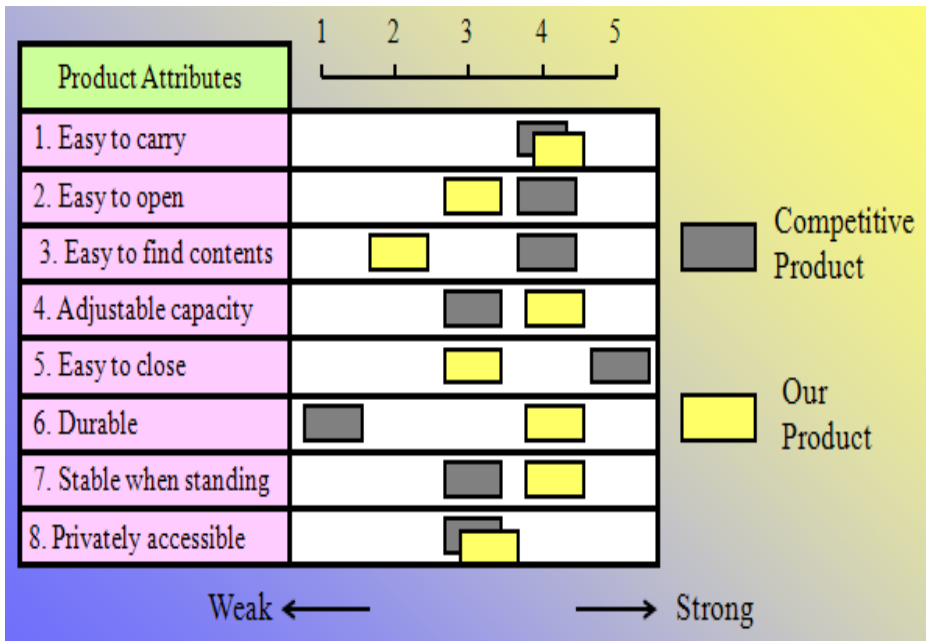 1 2 3 4 5
Product Attributes
1. Easy to carry
2. Easy to open
3. Easy to find contents
4. Adjustable capacity
5. Easy to close
6. Durable
7. Stable when standing
8. Privately accessible
Competitive
Product
Our
Product
Weak
Strong